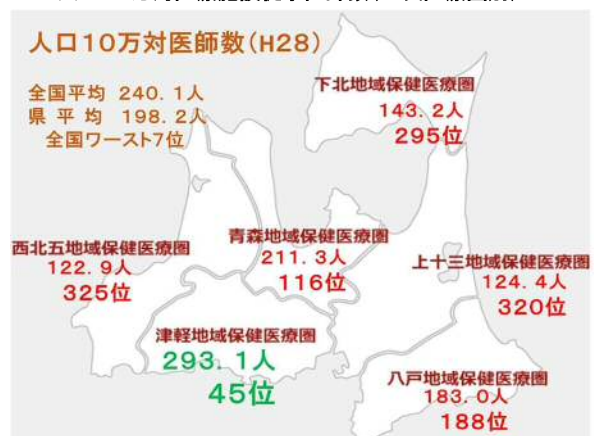 人口10万対医師数(H28)
全国平均 240.1人
県平均 198.2人
全国ワースト7位
下北地域保健医療圏
143.2人
295位
青森地域保健医療圏
211.3人
116位
西北五地域保健医療圏
122.9人
325位
上十三地域保健医療圏
124.4人
320位
津軽地域保健医療圏
293.1人
45位
八戸地域保健医療圏
183.0人
188位